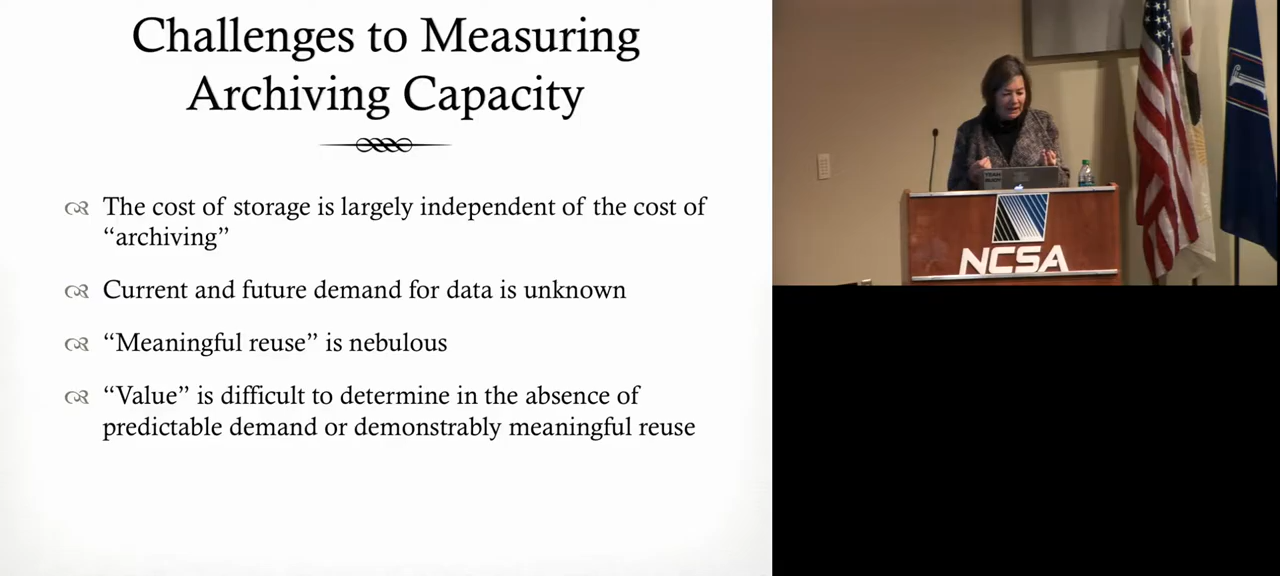 Challenges to Measuring
Archiving Capacity
The cost of storage is largely independent of the cost of
“archiving”
Current and future demand for data is unknown
“Meaningful reuse” is nebulous
“Value” is difficult to determine in the absence of
predictable demand or demonstrably meaningful reuse
NCSA